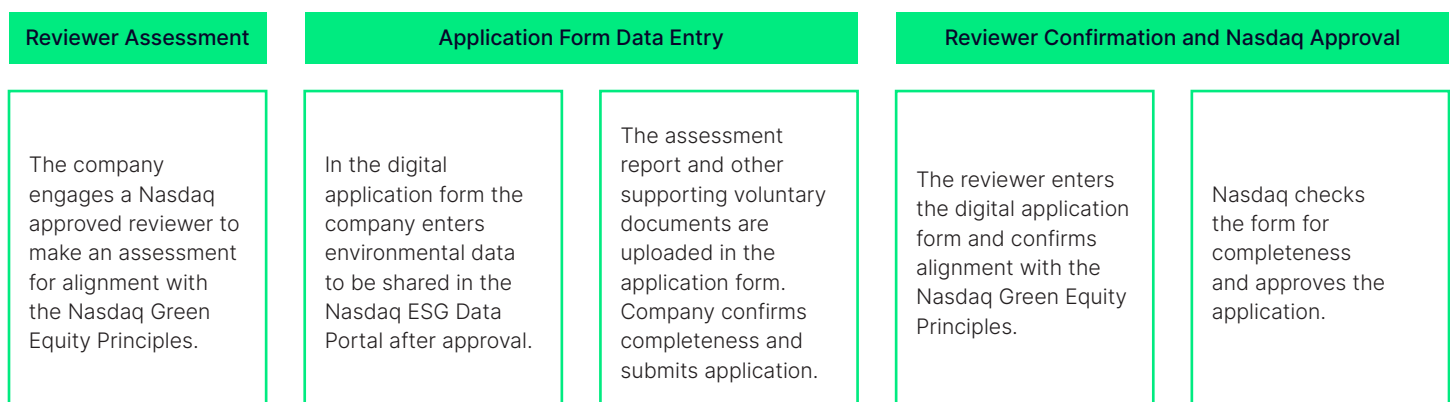 Reviewer Assessment
Application Form Data Entry
Reviewer Confirmation and Nasdaq Approval
The company
engages a Nasdaq
approved reviewer to
make an assessment
for alignment with
the Nasdaq Green
Equity Principles.
In the digital
application form the
company enters
environmental data
to be shared in the
Nasdaq ESG Data
Portal after approval.
The assessment
report and other
supporting voluntary
documents are
uploaded in the
application form.
Company confirms
completeness and
submits application.
The reviewer enters
the digital application
form and confirms
alignment with the
Nasdaq Green Equity
Principles.
Nasdaq checks
the form for
completeness
and approves the
application.